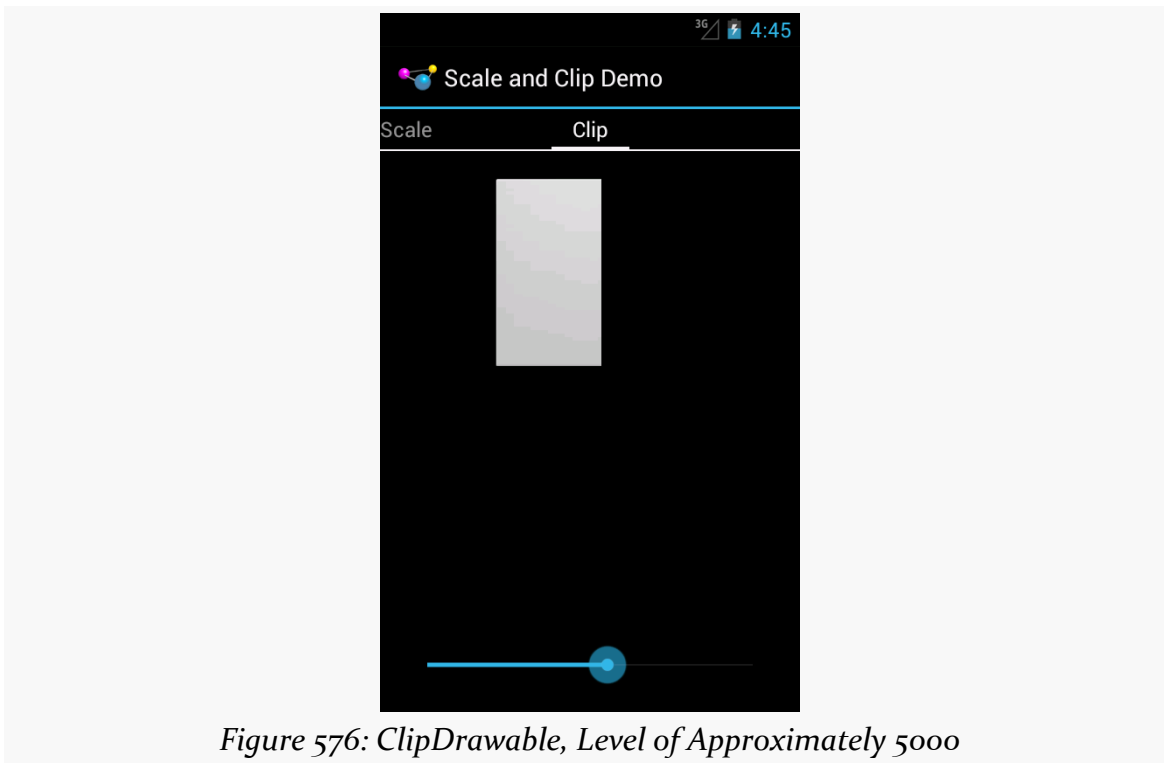 3G 4:45
Scale and Clip Demo
Scale Clip
Figure 576: ClipDrawable, Level of Approximately 5000